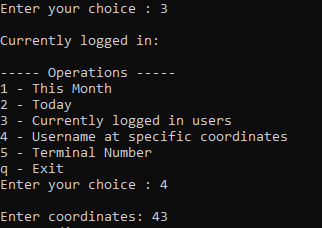 Enter your choice : 3
Currently logged in:
----- Operations -----
1 - This Month
2 - Today
3 - Currently logged in users
4 - Username at specific coordinates
5 - Terminal Number
q - Exit
Enter your choice : 4
Enter coordinates: 43